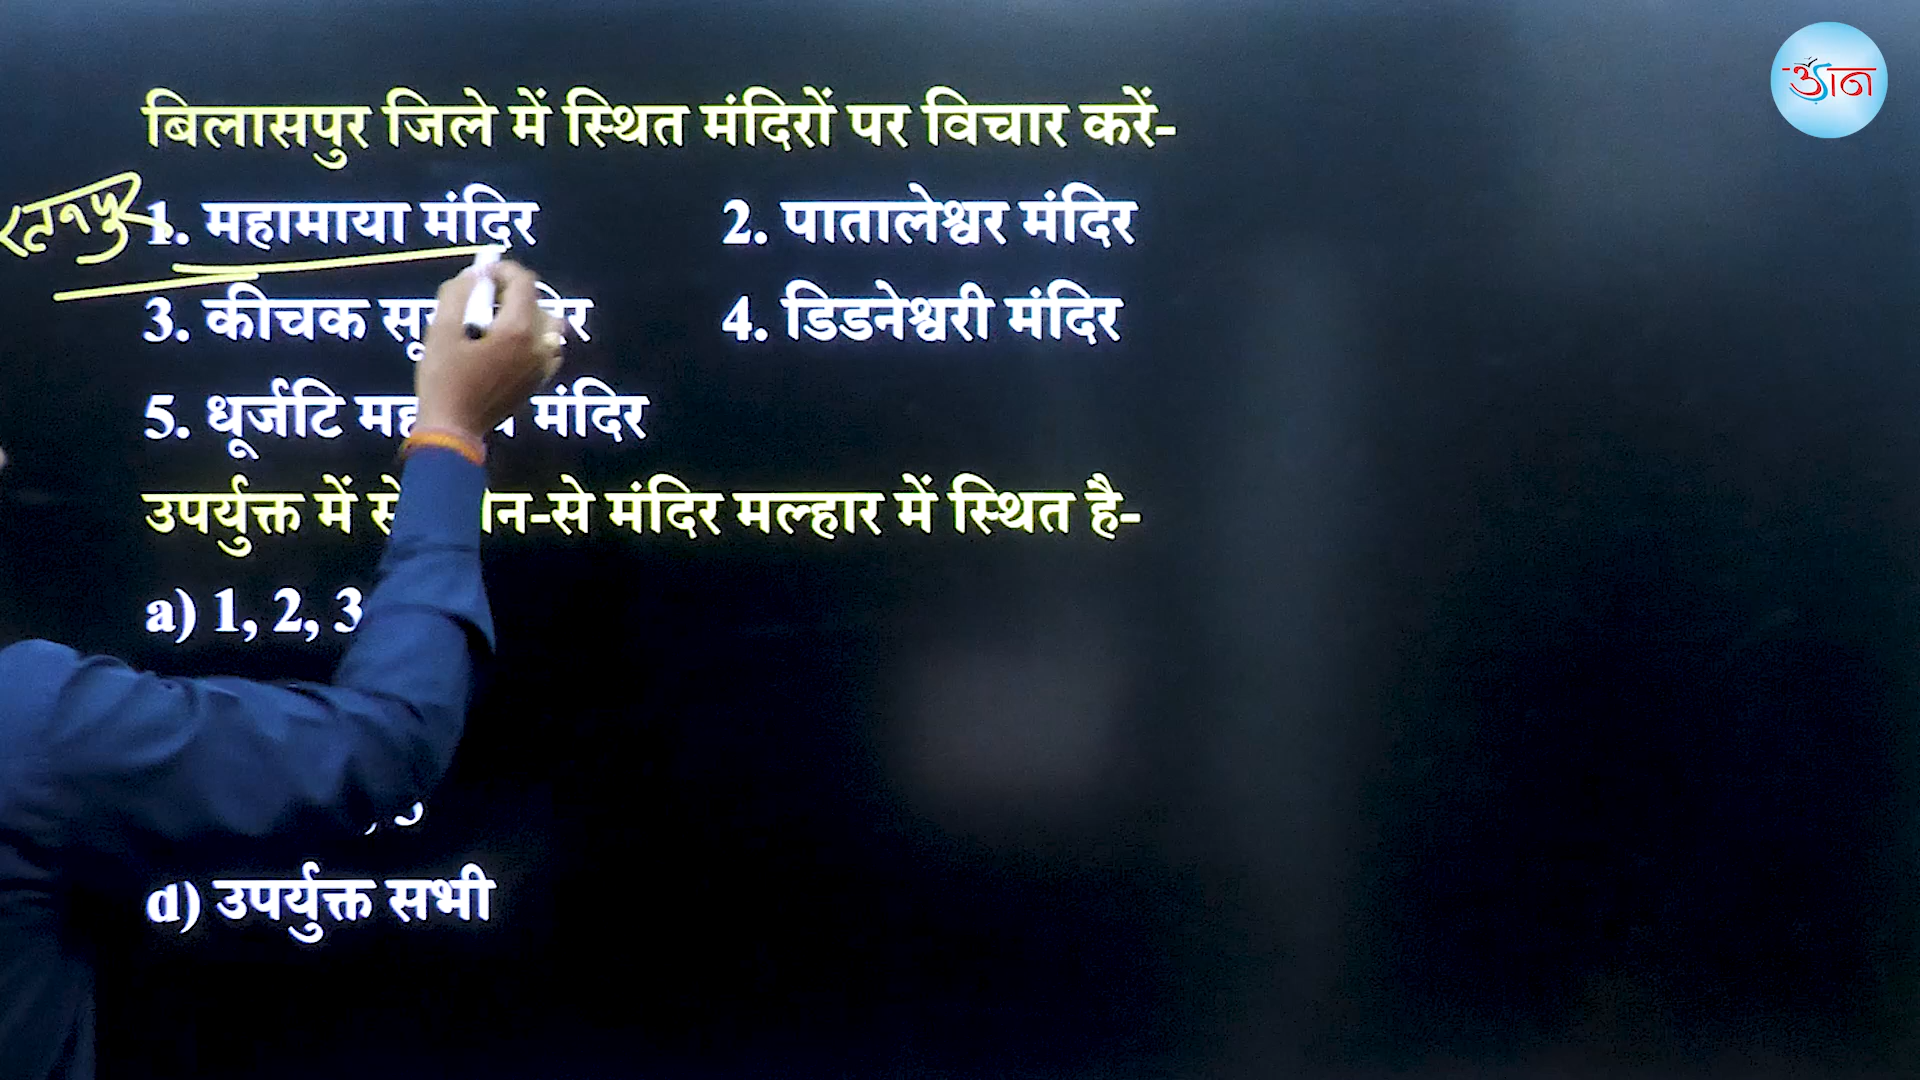 उड़ान
बिलासपुर जिले में स्थित मंदिरों पर विचार करें-
रतनपुर
1. महामाया मंदिर 2. पातालेश्वर मंदिर
3. कीचक 4. डिडनेश्वरी मंदिर
5. धूर्जटि मंदिर
उपर्युक्त में मंदिर मल्हार में स्थित है-
a) 1, 2, 3
d) उपर्युक्त सभी